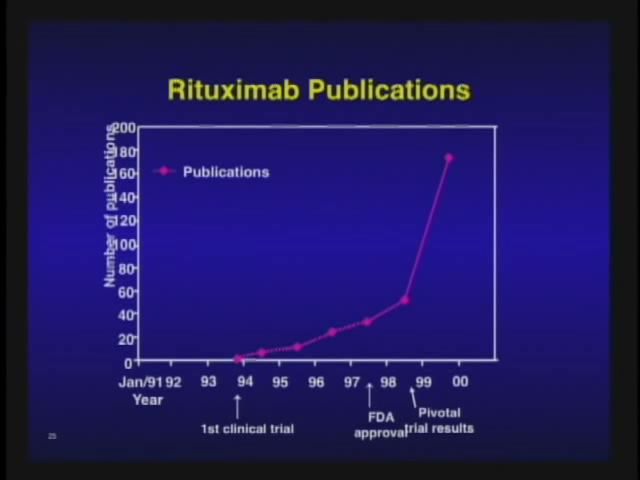 Rituximab Publications
Number of publications
200
180
160
140
120
100
80
60
40
20
0
Publications
Jan/91 92 93 94 95 96 97 98 99 00
Year
1st clinical trial
FDA
approval
Pivotal
trial results
25